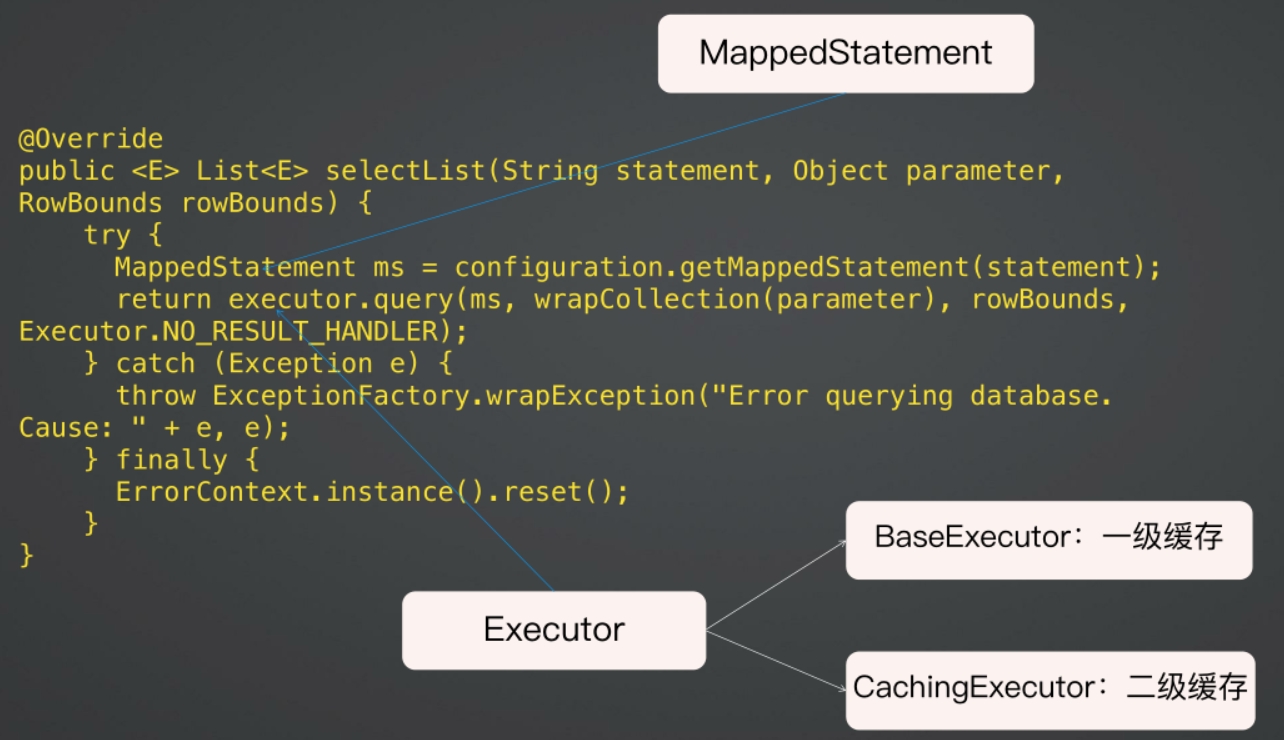 MappedStatement
@Override
public <E> List<E> selectList(String statement, Object parameter,
RowBounds rowBounds) {
    try {
      MappedStatement ms = configuration.getMappedStatement(statement);
      return executor.query(ms, wrapCollection(parameter), rowBounds,
Executor.NO_RESULT_HANDLER);
    } catch (Exception e) {
      throw ExceptionFactory.wrapException("Error querying database.
Cause: " + e, e);
    } finally {
      ErrorContext.instance().reset();
    }
}
BaseExecutor：一级缓存
Executor
CachingExecutor：二级缓存